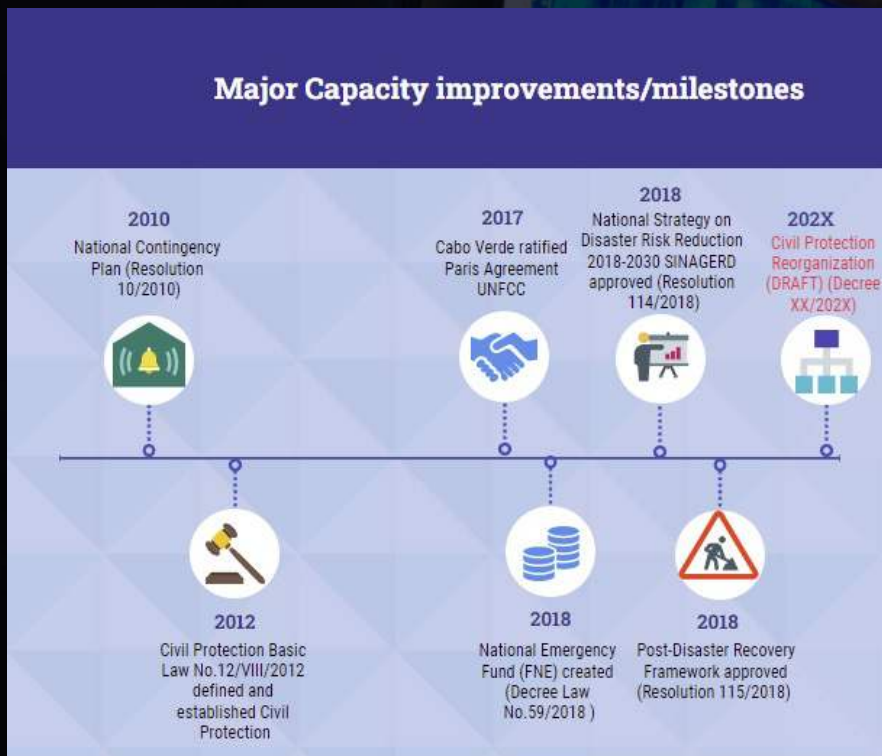 Major Capacity improvements/milestones
2010
National Contingency
Plan (Resolution
10/2010)
2017
Cabo Verde ratified
Paris Agreement
UNFCC
2018
National Strategy on
Disaster Risk Reduction
2018-2030 SINAGERD
approved (Resolution
114/2018)
202X
Civil Protection
Reorganization
(DRAFT) (Decree
XX/202X)
2012
Civil Protection Basic
Law No.12/VIII/2012
defined and
established Civil
Protection
2018
National Emergency
Fund (FNE) created
(Decree Law
No.59/2018 )
2018
Post-Disaster Recovery
Framework approved
(Resolution 115/2018)